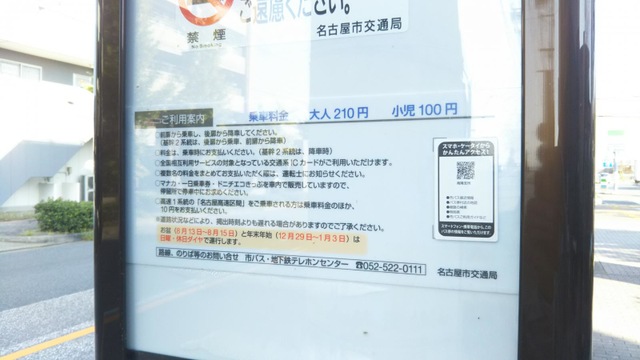 ご遠慮ください。
禁煙
No Smoking
名古屋市交通局
乗車料金 大人210円 小児100円
ご利用案内
前扉から乗車し、後扉から降車してください。
(基幹2系統は、後扉から乗車、前扉から降車)
料金は、乗車時にお支払いください。(基幹2系統は、降車時)
○全国相互利用サービスの対象となっている交通系ICカードがご利用いただけます。
○複数名の料金をまとめてお支払いただく際は、運転士にお知らせください。
○マナカ・一日乗車券・ドニチエコきっぷを車内で販売していますので、
停留所で停車中にお求めください。
○高速1系統の「名古屋高速区間」をご乗車される方は乗車料金のほか、
10円をお支払いください。
○道路状況などにより、掲出時刻よりも遅れる場合がありますのでご了承ください。
お盆(8月13日~8月15日)と年末年始(12月29日~1月3日)は
日曜・休日ダイヤで運行します。
路線、のりば等のお問い合せ 市バス・地下鉄テレホンセンター ☎052-522-0111
名古屋市交通局
スマホ・ケータイから
かんたんアクセス!